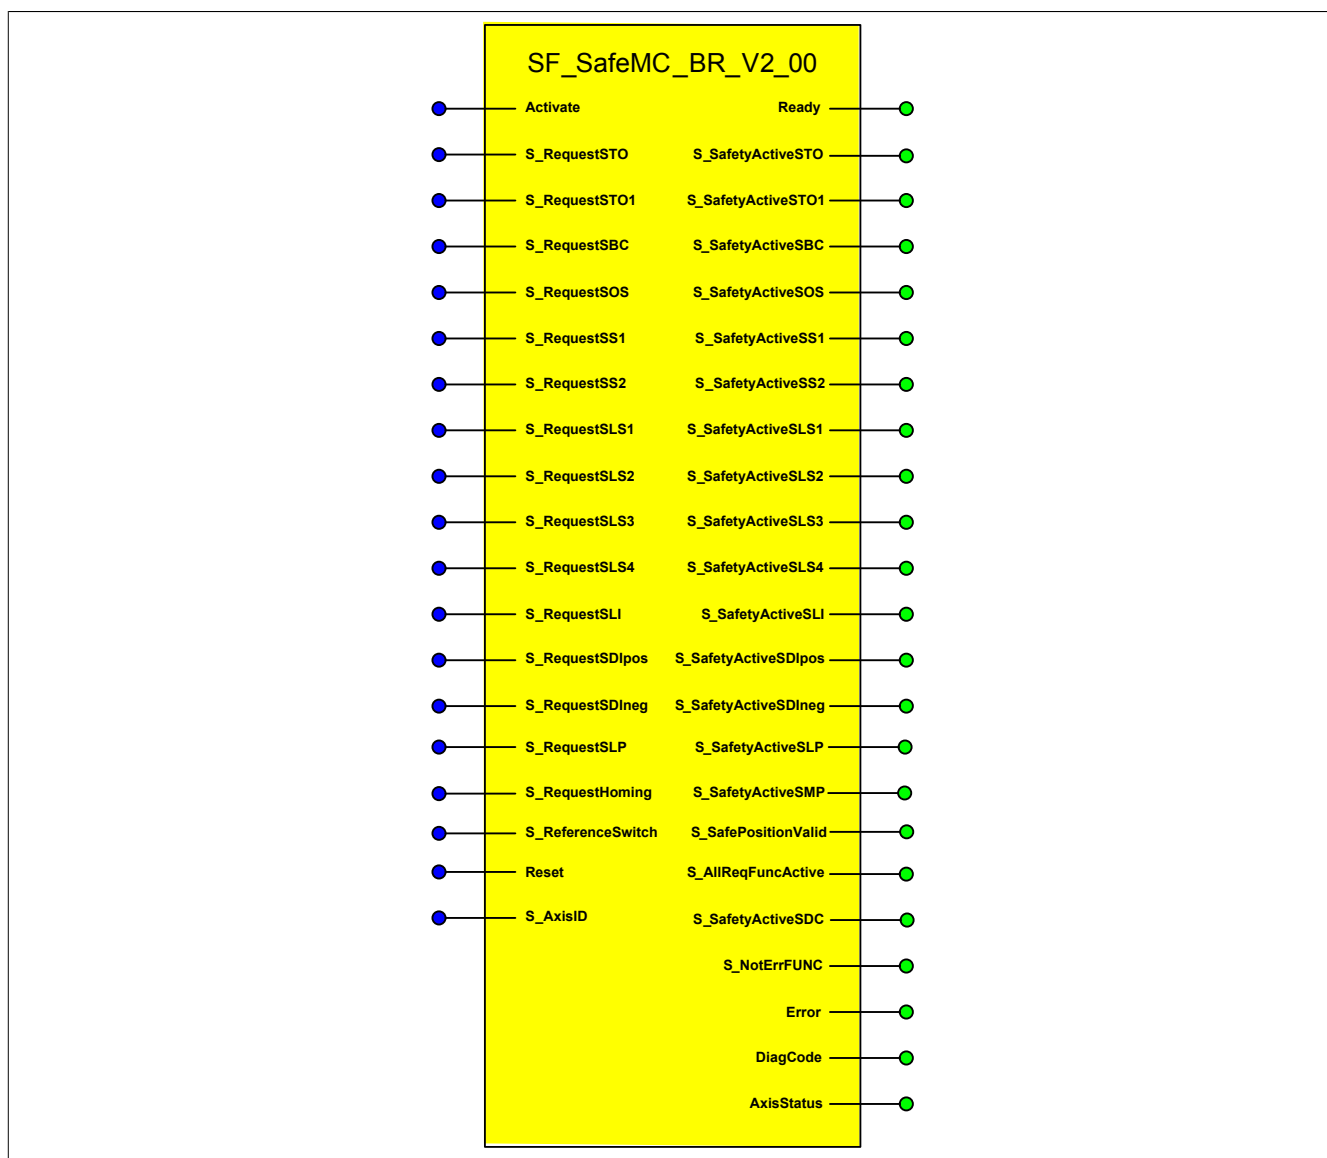 SF_SafeMC_BR_V2_00
Activate Ready
S_RequestSTO S_SafetyActiveSTO
S_RequestSTO1 S_SafetyActiveSTO1
S_RequestSBC S_SafetyActiveSBC
S_RequestSOS S_SafetyActiveSOS
S_RequestSS1 S_SafetyActiveSS1
S_RequestSS2 S_SafetyActiveSS2
S_RequestSLS1 S_SafetyActiveSLS1
S_RequestSLS2 S_SafetyActiveSLS2
S_RequestSLS3 S_SafetyActiveSLS3
S_RequestSLS4 S_SafetyActiveSLS4
S_RequestSLI S_SafetyActiveSLI
S_RequestSDIpos S_SafetyActiveSDIpos
S_RequestSDIneg S_SafetyActiveSDIneg
S_RequestSLP S_SafetyActiveSLP
S_RequestHoming S_SafetyActiveSMP
S_ReferenceSwitch S_SafePositionValid
Reset S_AllReqFuncActive
S_AxisID S_SafetyActiveSDC
S_NotErrFUNC
Error
DiagCode
AxisStatus